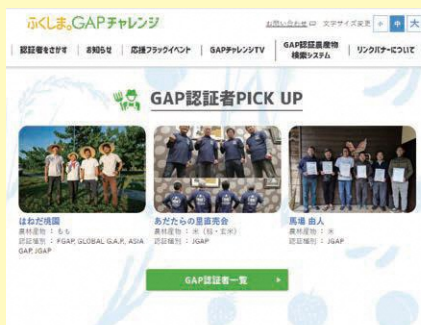 ふくしま。GAPチャレンジ
お問い合わせ 文字サイズ変更 小 中 大
認証者をさがす お知らせ 応援フラッグイベント GAPチャレンジTV GAP認証農産物検索システム リンクバナーについて
GAP認証者PICK UP
はねだ桃園
農林産物 : もも
認証種別 : FGAP, GLOBAL G.A.P., ASIA
GAP, JGAP
あだたらの里直売会
農林産物 : 米（籾・玄米）
認証種別 : JGAP
馬場 由人
農林産物 : 米
認証種別 : JGAP
GAP認証者一覧